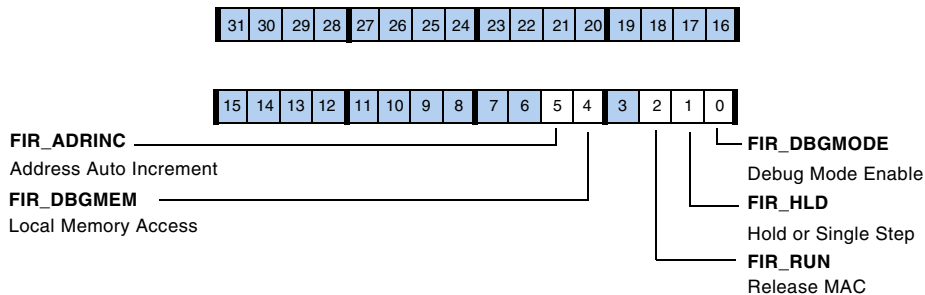 31 30 29 28 27 26 25 24 23 22 21 20 19 18 17 16
15 14 13 12 11 10 9 8 7 6 5 4 3 2 1 0
FIR_ADRINC
Address Auto Increment
FIR_DBGMEM
Local Memory Access
FIR_DBGMODE
Debug Mode Enable
FIR_HLD
Hold or Single Step
FIR_RUN
Release MAC